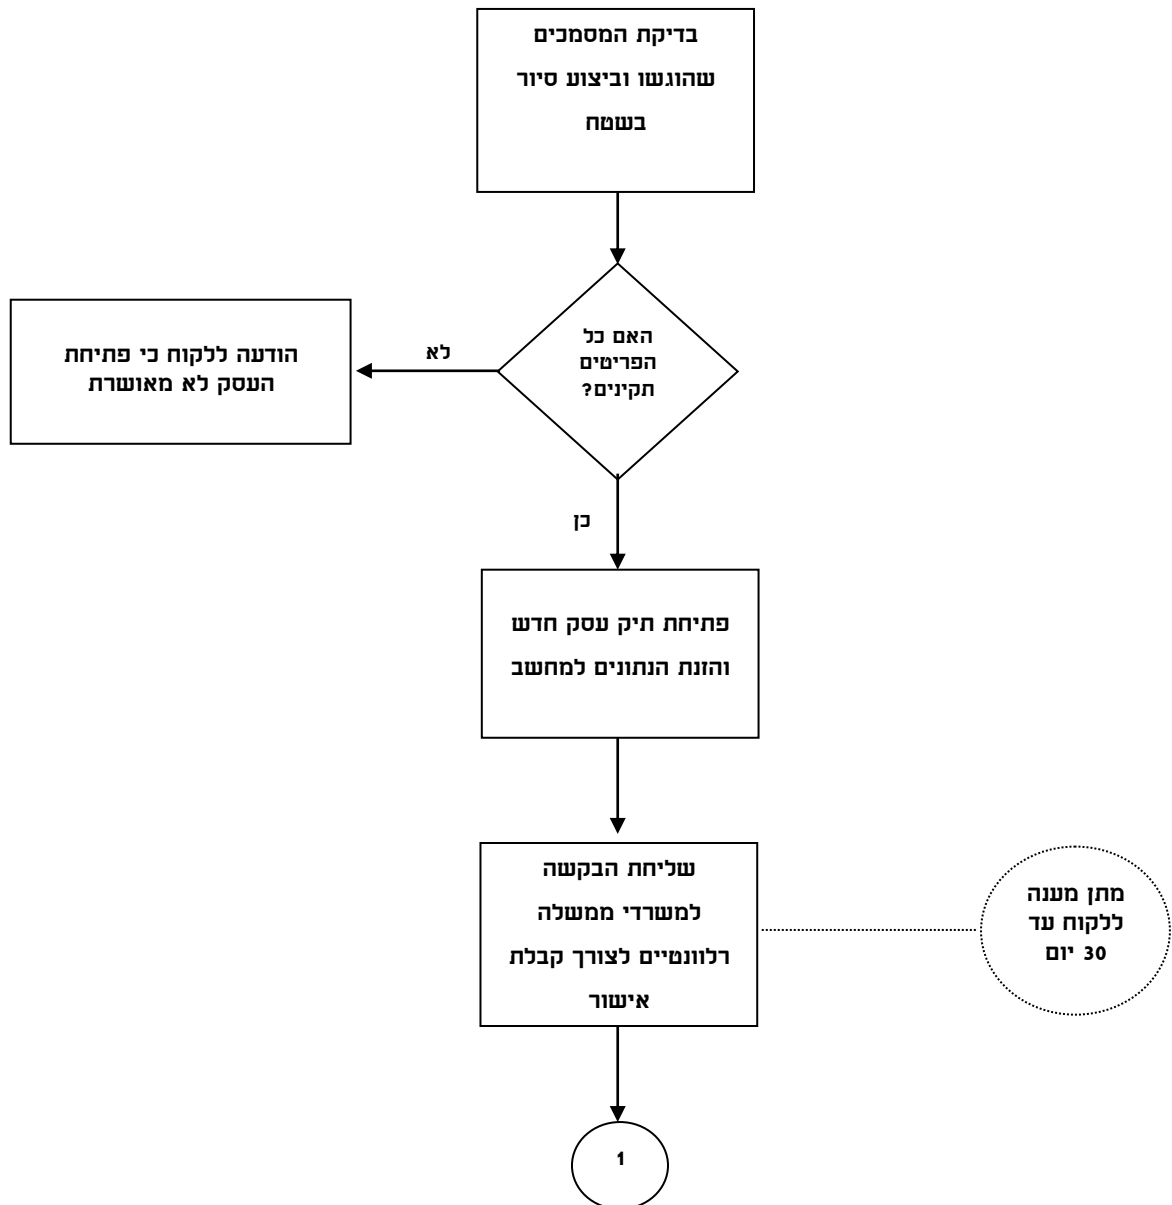 בדיקת המסמכים
שהוגשו וביצוע סיור
בשטח
האם כל
הפריטים
תקינים?
לא
הודעה ללקוח כי פתיחת
העסק לא מאושרת
כן
פתיחת תיק עסק חדש
והזנת הנתונים למחשב
שליחת הבקשה
למשרדי ממשלה
רלוונטיים לצורך קבלת
אישור
מתן מענה
ללקוח עד
30 יום
1